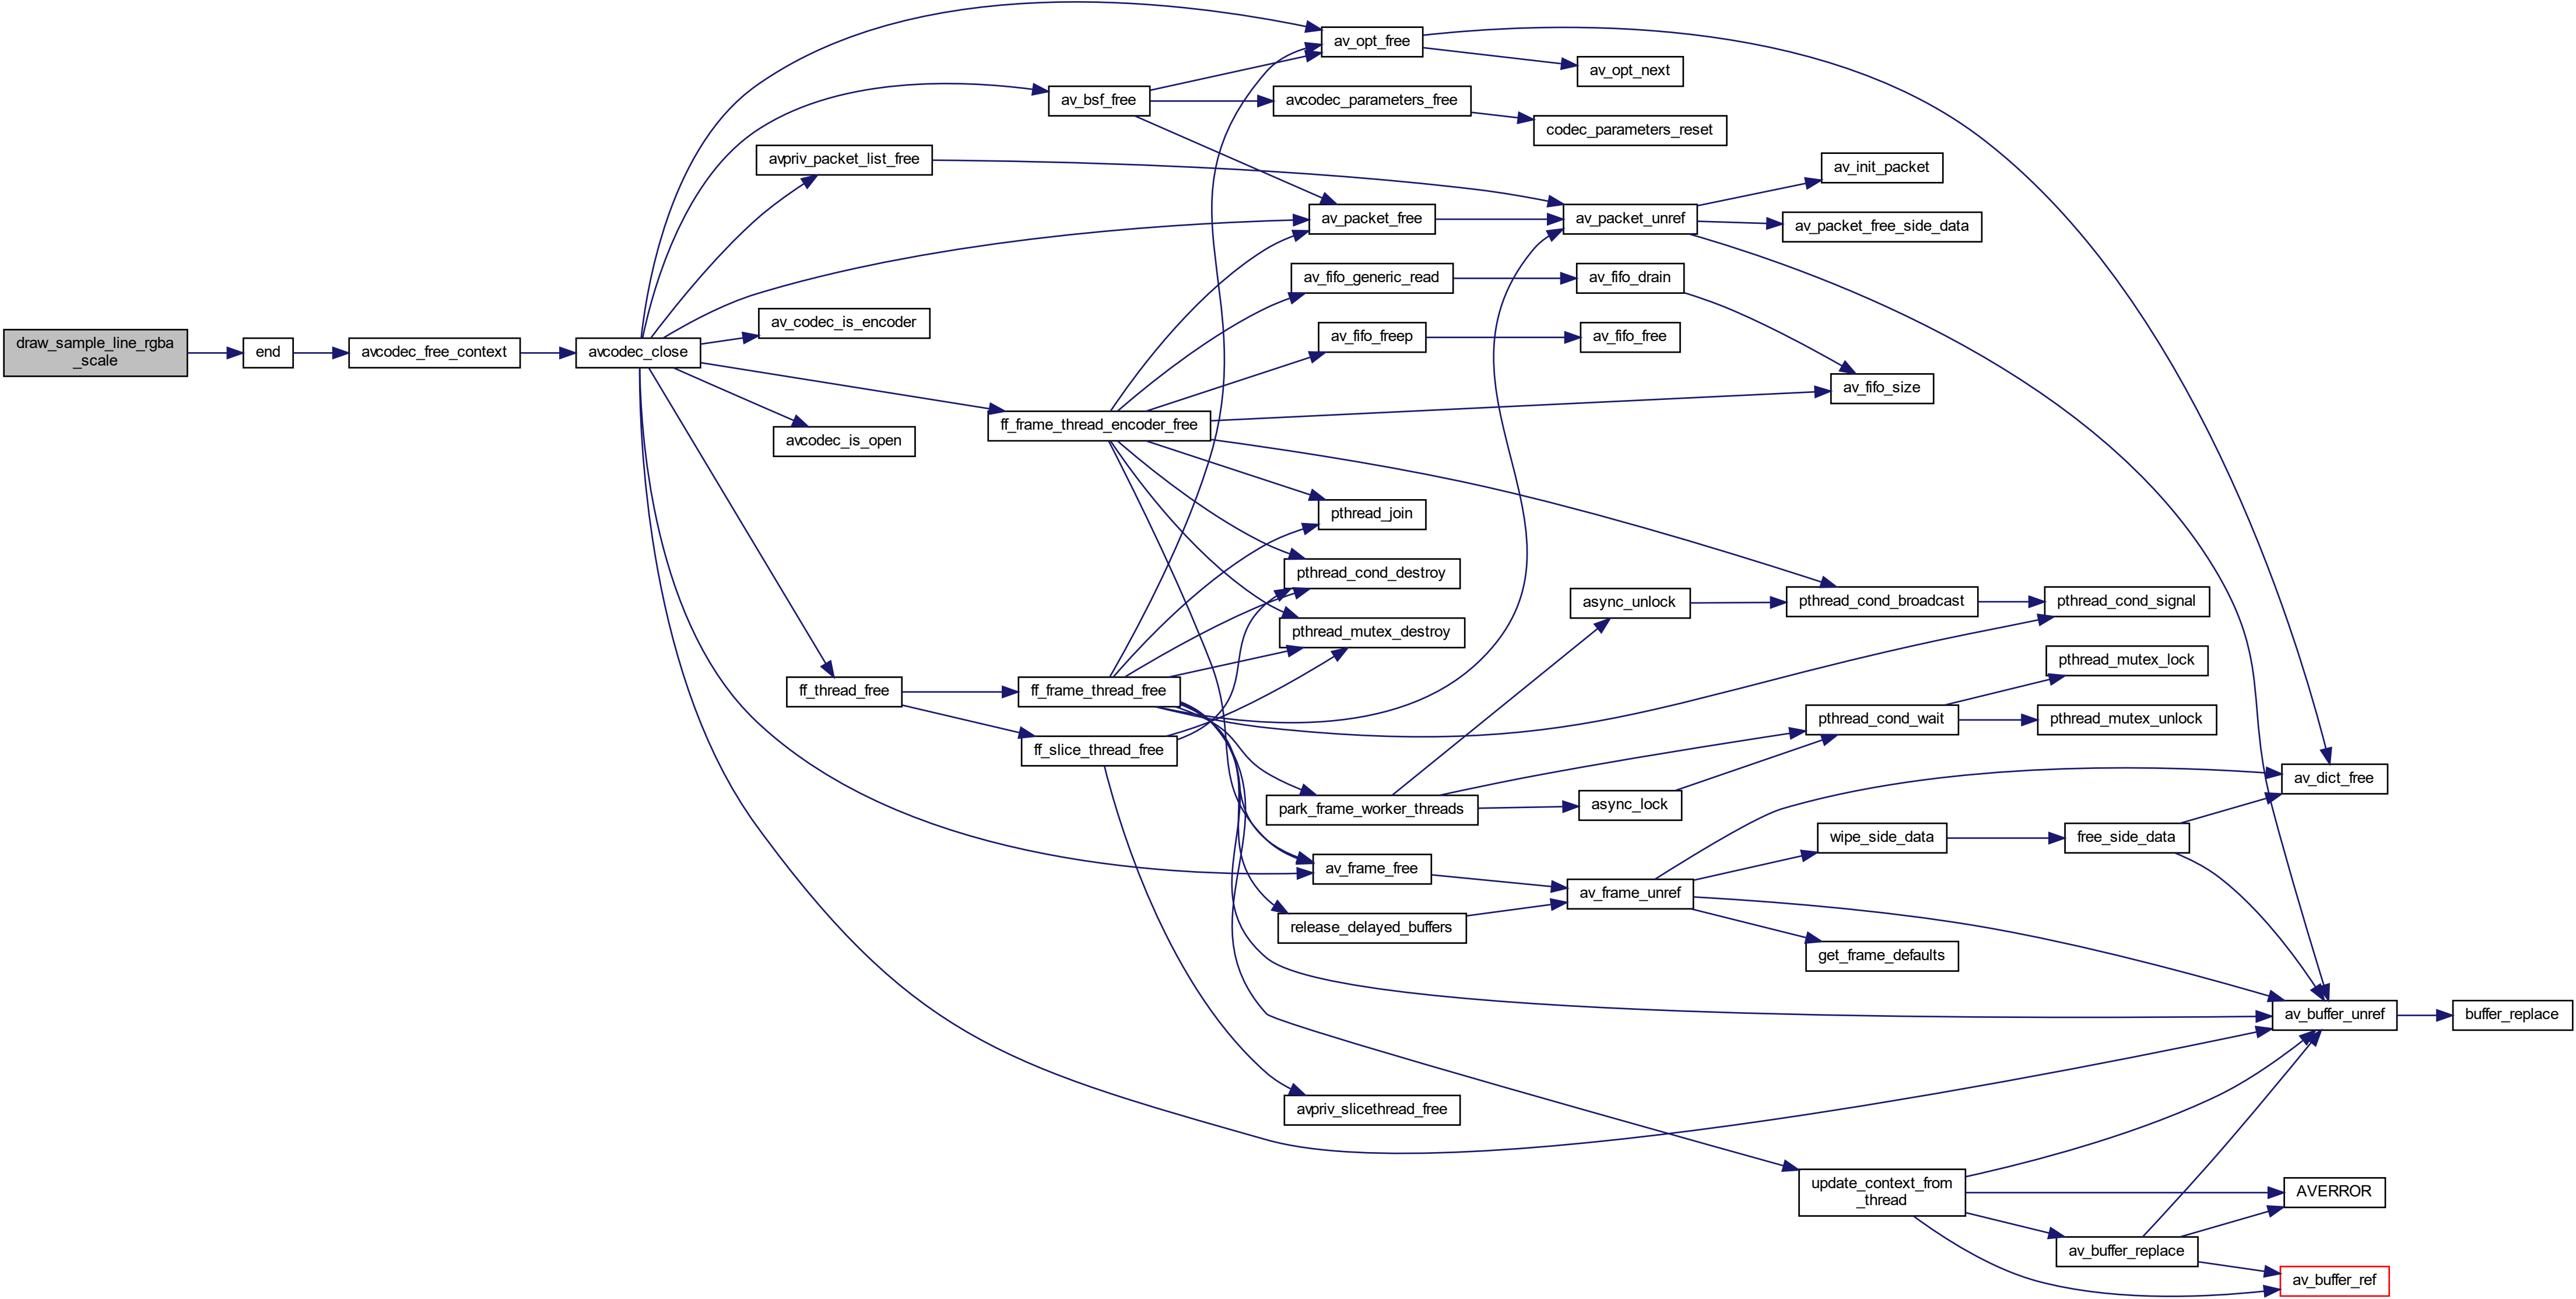 draw_sample_line_rgba
_scale
end
avcodec_free_context
avcodec_close
av_opt_free
av_opt_next
av_bsf_free
avcodec_parameters_free
codec_parameters_reset
avpriv_packet_list_free
av_init_packet
av_packet_free
av_packet_unref
av_packet_free_side_data
av_codec_is_encoder
av_fifo_generic_read
av_fifo_drain
av_fifo_freep
av_fifo_free
av_fifo_size
ff_frame_thread_encoder_free
avcodec_is_open
pthread_join
pthread_cond_destroy
async_unlock
pthread_cond_broadcast
pthread_cond_signal
pthread_mutex_destroy
pthread_mutex_lock
ff_thread_free
ff_frame_thread_free
pthread_cond_wait
pthread_mutex_unlock
ff_slice_thread_free
av_dict_free
park_frame_worker_threads
async_lock
wipe_side_data
free_side_data
av_frame_free
av_frame_unref
release_delayed_buffers
get_frame_defaults
av_buffer_unref
buffer_replace
avpriv_slicethread_free
update_context_from
_thread
AVERROR
av_buffer_replace
av_buffer_ref